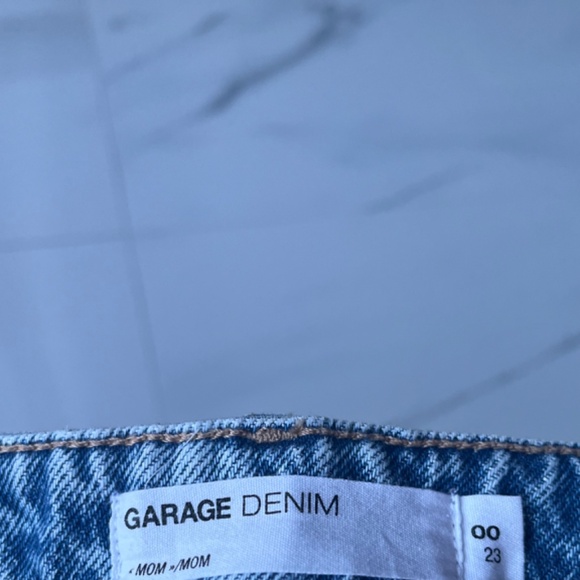 GARAGE DENIM
« MOM »/MOM
00
23